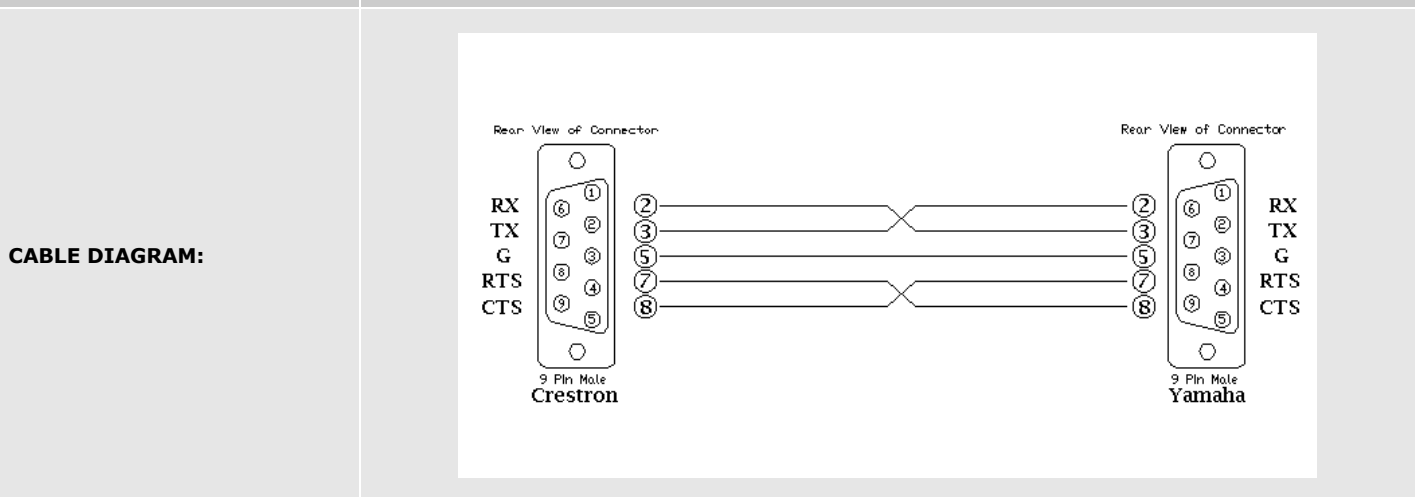 CABLE DIAGRAM:
Rear View of Connector
RX
TX
G
RTS
CTS
1
6
2
7
3
8
4
9
5
2
3
5
7
8
9 Pin Male
Crestron
Rear View of Connector
2
3
5
7
8
1
6
2
7
3
8
4
9
5
RX
TX
G
RTS
CTS
9 Pin Male
Yamaha